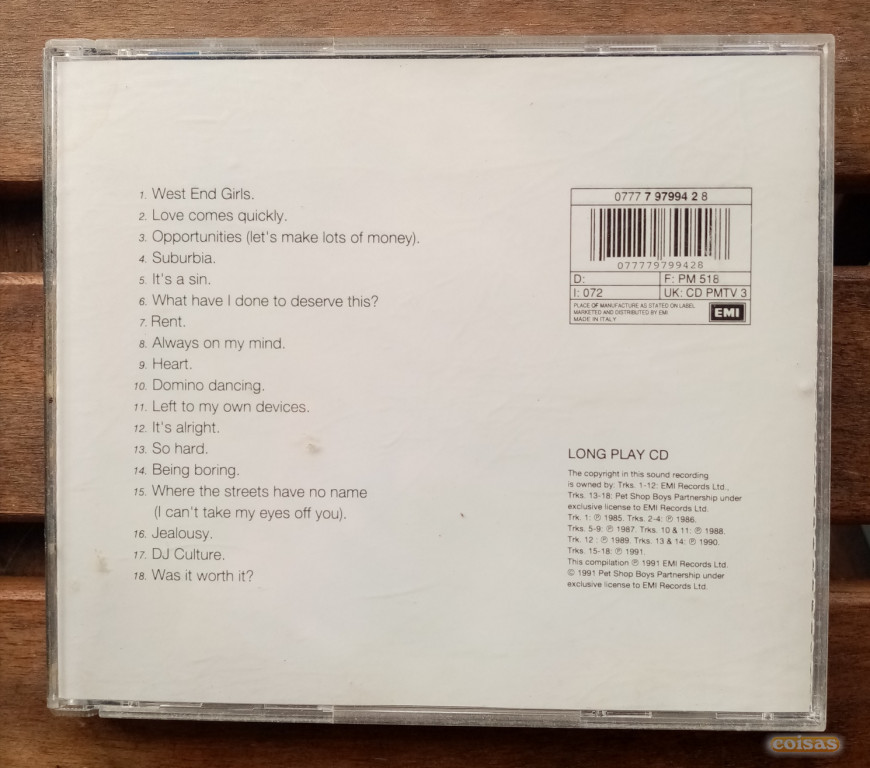 1. West End Girls.
2. Love comes quickly.
3. Opportunities (let's make lots of money).
4. Suburbia.
5. It's a sin.
6. What have I done to deserve this?
7. Rent.
8. Always on my mind.
9. Heart.
10. Domino dancing.
11. Left to my own devices.
12. It's alright.
13. So hard.
14. Being boring.
15. Where the streets have no name
(I can't take my eyes off you).
16. Jealousy.
17. DJ Culture.
18. Was it worth it?
0777 7 97994 2 8
077779799428
D: F: PM 518
I: 072 UK: CD PMTV 3
PLACE OF MANUFACTURE AS STATED ON LABEL
MARKETED AND DISTRIBUTED BY EMI
MADE IN ITALY
EMI
LONG PLAY CD
The copyright in this sound recording
is owned by: Trks. 1-12: EMI Records Ltd.,
Trks. 13-18: Pet Shop Boys Partnership under
exclusive license to EMI Records Ltd.
Trk. 1: ℗ 1985. Trks. 2-4: ℗ 1986.
Trks. 5-9: ℗ 1987. Trks. 10 & 11: ℗ 1988.
Trk. 12 : ℗ 1989. Trks. 13 & 14: ℗ 1990.
Trks. 15-18: ℗ 1991.
This compilation ℗ 1991 EMI Records Ltd.
© 1991 Pet Shop Boys Partnership under
exclusive license to EMI Records Ltd.
coisas